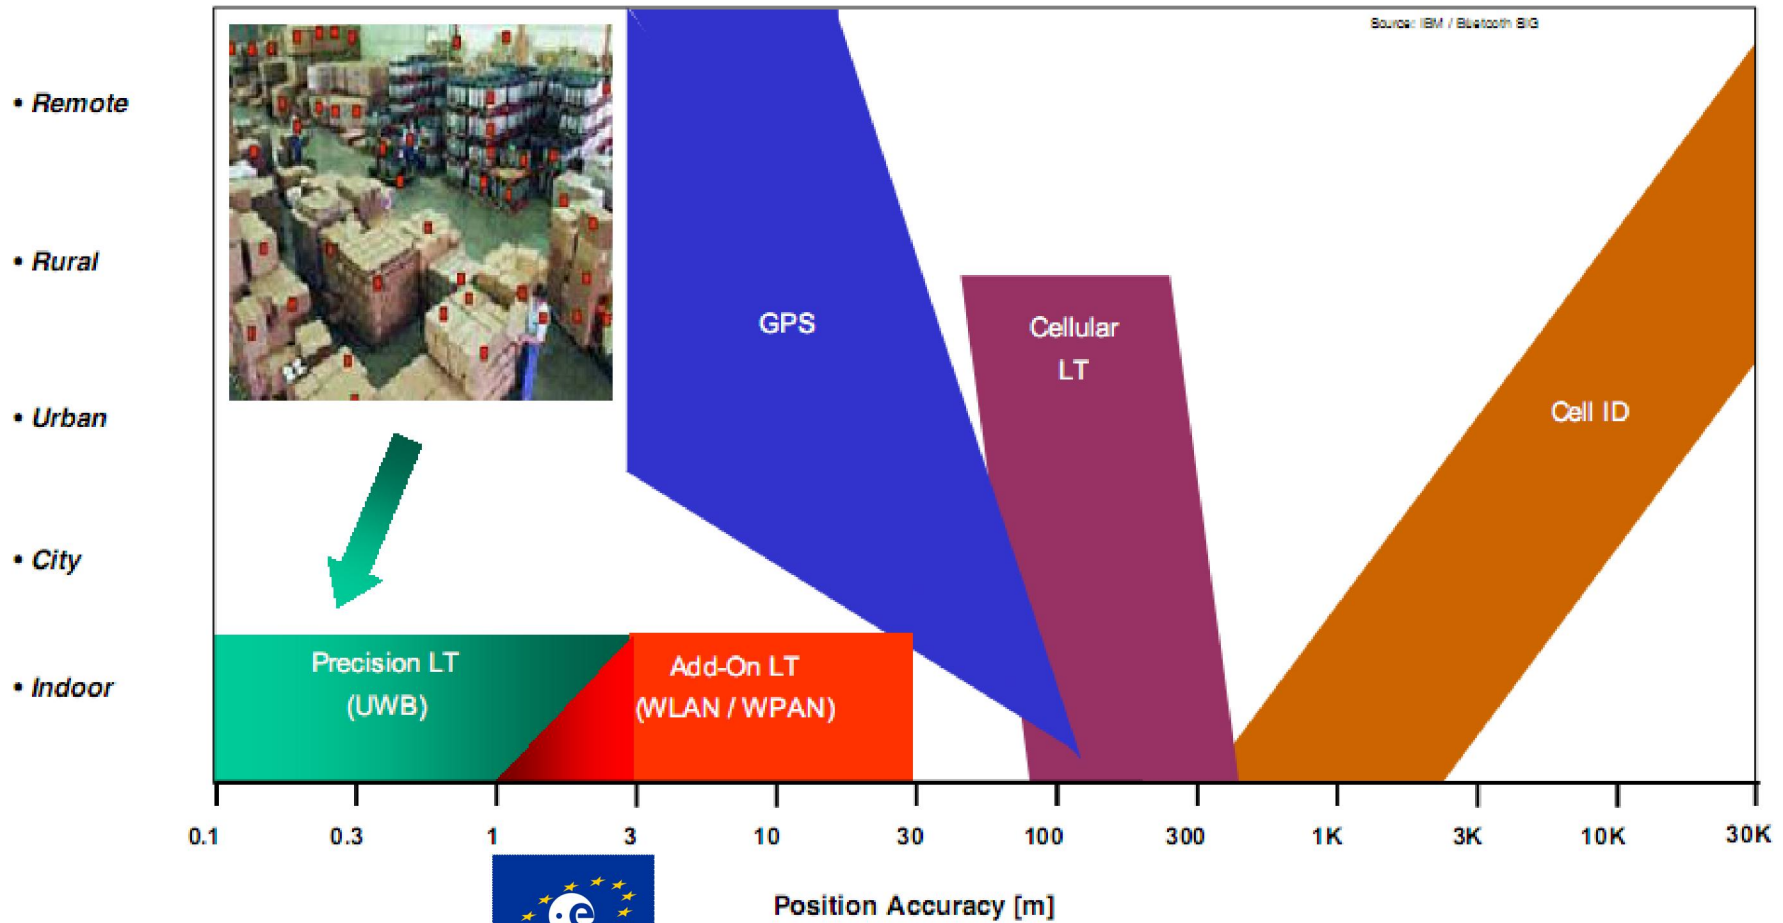 Source: IBM / Bluetooth SIG
• Remote
• Rural
• Urban
• City
• Indoor
GPS
Cellular
LT
Cell ID
Precision LT
(UWB)
Add-On LT
(WLAN / WPAN)
0.1 0.3 1 3 10 30 100 300 1K 3K 10K 30K
Position Accuracy [m]
e